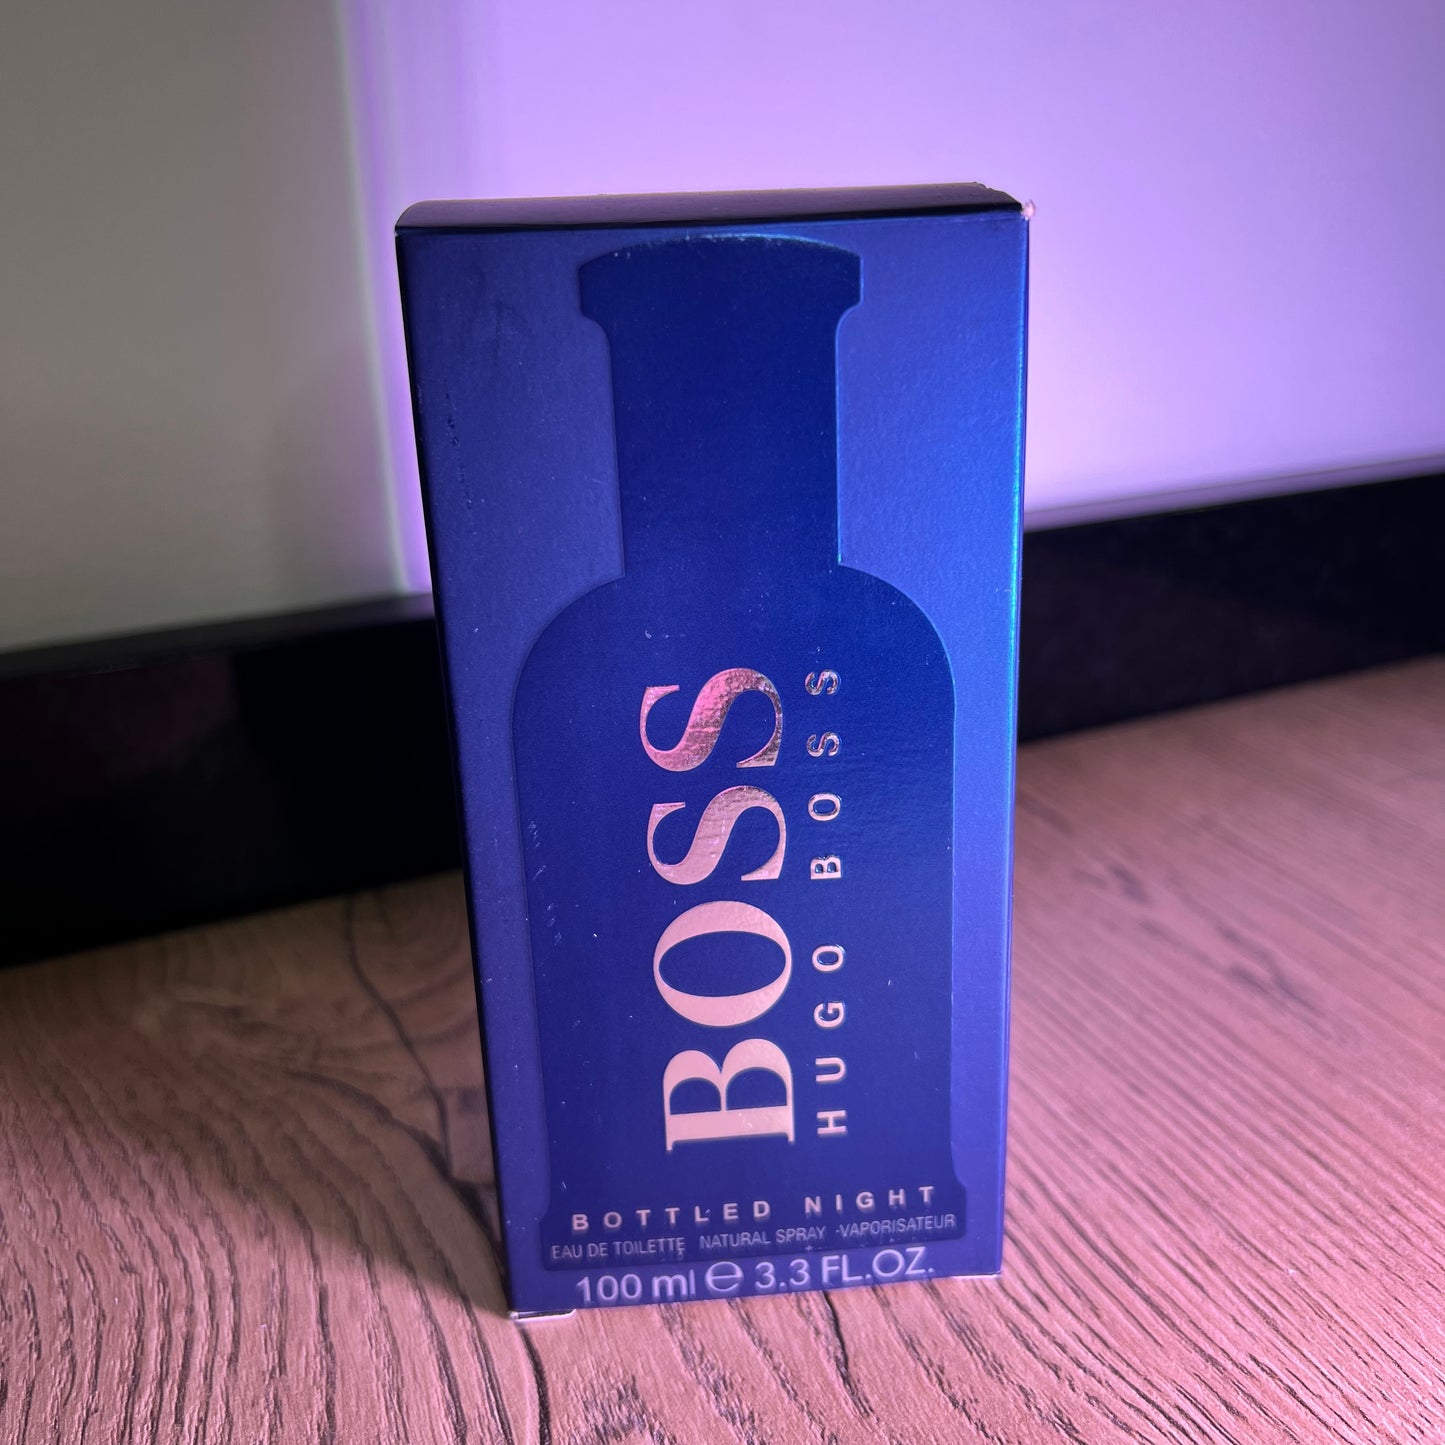 BOSS
HUGO BOSS
BOTTLED NIGHT
EAU DE TOILETTE NATURAL SPRAY -VAPORISATEUR
100 ml ℮ 3.3 FL.OZ.